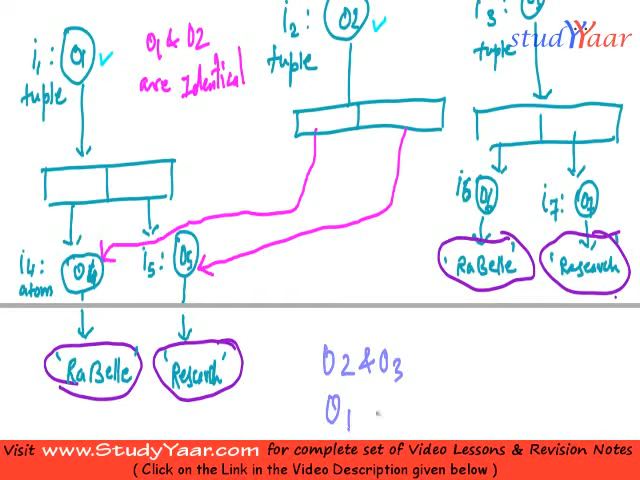 i1: O1
tuple
O1 & O2
are Identical
i2: O2
tuple
i3:
tuple
studYYaar
i4: O4
atom
i5: O5
i6 O6
i7: O7
'RaBelle'
'Research'
'RaBelle'
'Research'
O2 & O3
O1
Visit www.StudyYaar.com for complete set of Video Lessons & Revision Notes
( Click on the Link in the Video Description given below )